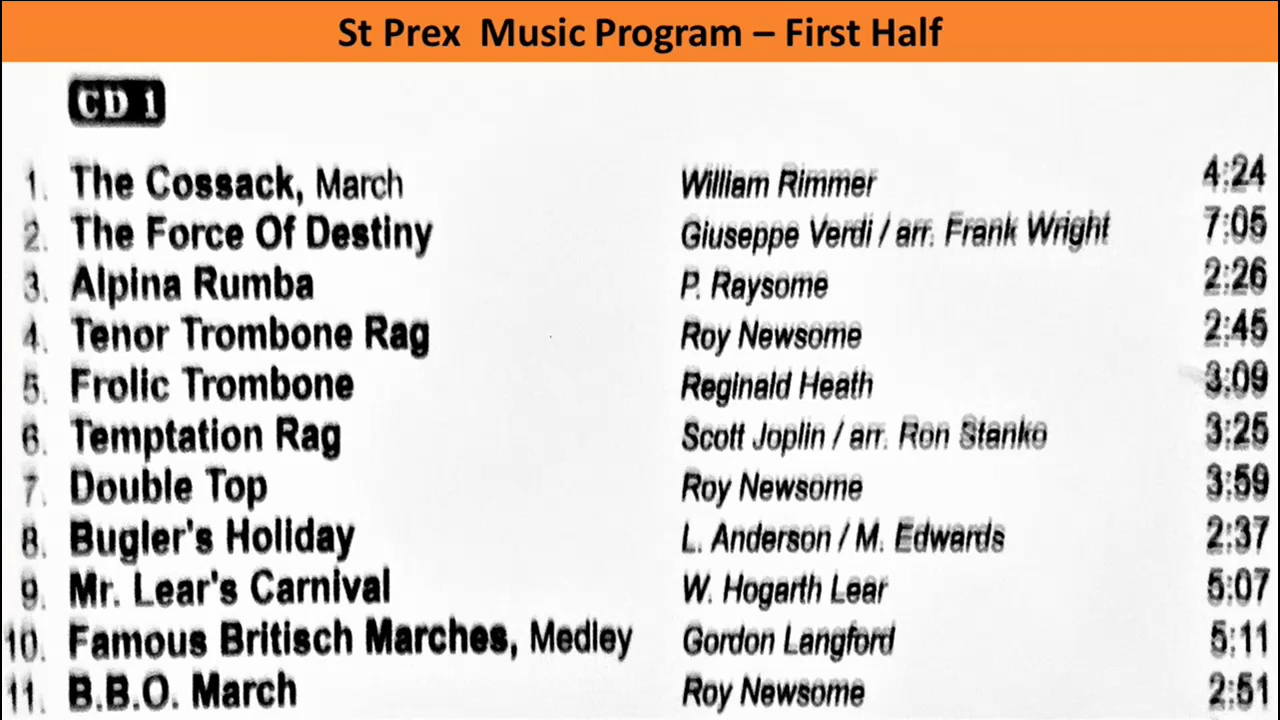 St Prex Music Program – First Half
CD 1
1. The Cossack, March William Rimmer 4:24
2. The Force Of Destiny Giuseppe Verdi / arr. Frank Wright 7:05
3. Alpina Rumba P. Raysome 2:26
4. Tenor Trombone Rag Roy Newsome 2:45
5. Frolic Trombone Reginald Heath 3:09
6. Temptation Rag Scott Joplin / arr. Ron Stanko 3:25
7. Double Top Roy Newsome 3:59
8. Bugler's Holiday L. Anderson / M. Edwards 2:37
9. Mr. Lear's Carnival W. Hogarth Lear 5:07
10. Famous Britisch Marches, Medley Gordon Langford 5:11
11. B.B.O. March Roy Newsome 2:51